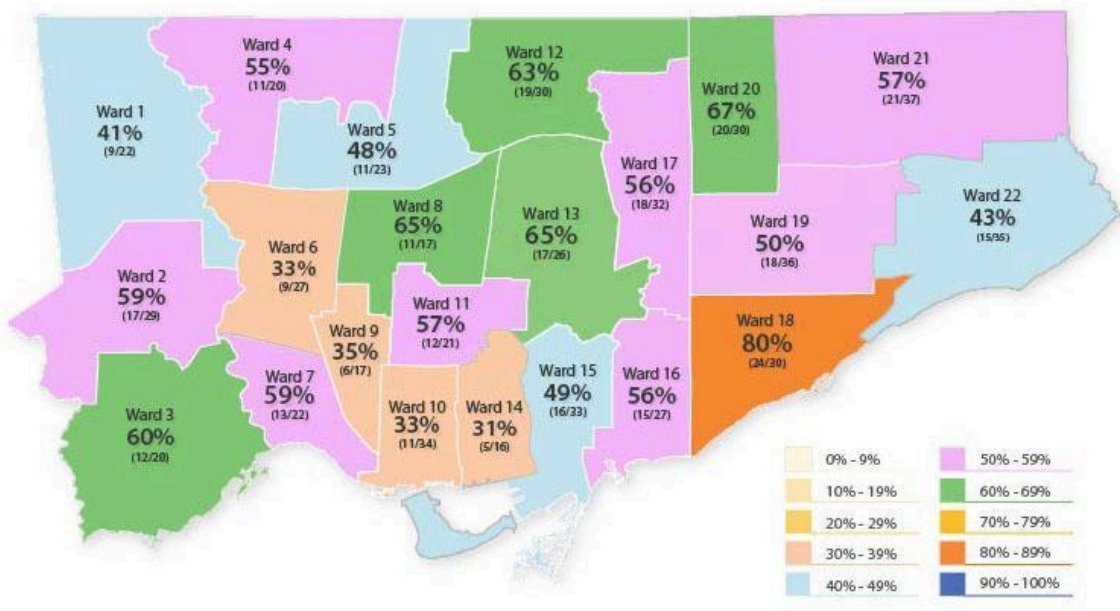 Ward 1
41%
(9/22)
Ward 4
55%
(11/20)
Ward 5
48%
(11/23)
Ward 12
63%
(19/30)
Ward 20
67%
(20/30)
Ward 21
57%
(21/37)
Ward 17
56%
(18/32)
Ward 22
43%
(15/35)
Ward 8
65%
(11/17)
Ward 13
65%
(17/26)
Ward 19
50%
(18/36)
Ward 6
33%
(9/27)
Ward 2
59%
(17/29)
Ward 11
57%
(12/21)
Ward 9
35%
(6/17)
Ward 18
80%
(24/30)
Ward 3
60%
(12/20)
Ward 7
59%
(13/22)
Ward 10
33%
(11/34)
Ward 14
31%
(5/16)
Ward 15
49%
(16/33)
Ward 16
56%
(15/27)
0% - 9%
10% - 19%
20% - 29%
30% - 39%
40% - 49%
50% - 59%
60% - 69%
70% - 79%
80% - 89%
90% - 100%